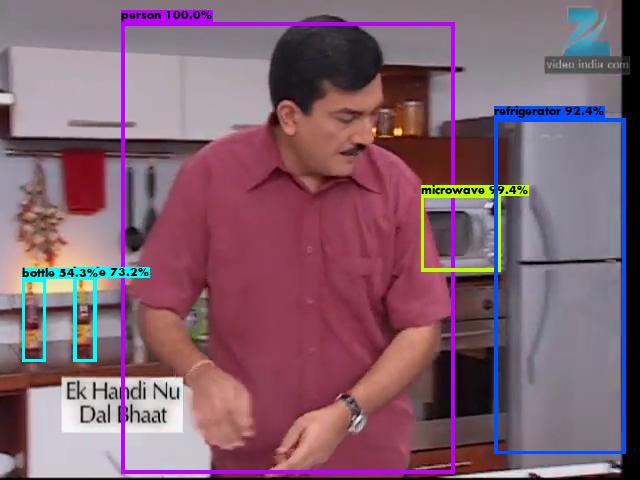 person 100.0%
video india com
refrigerator 92.4%
microwave 99.4%
bottle 54.3%
e 73.2%
Ek Handi Nu
Dal Bhaat